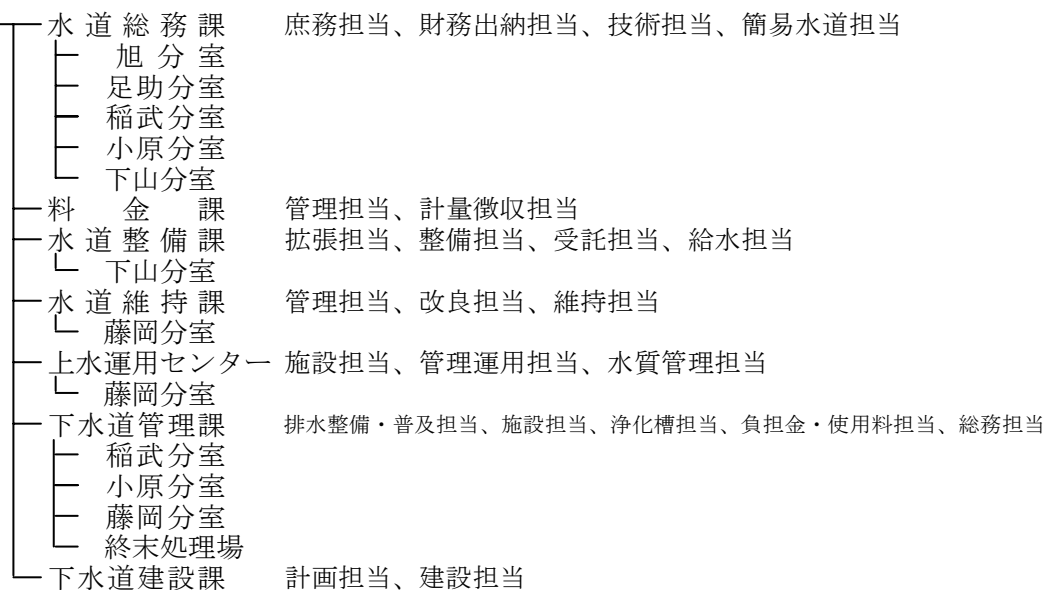 水道総務課　庶務担当、財務出納担当、技術担当、簡易水道担当
旭分室
足助分室
稲武分室
小原分室
下山分室
料金課　管理担当、計量徴収担当
水道整備課　拡張担当、整備担当、受託担当、給水担当
下山分室
水道維持課　管理担当、改良担当、維持担当
藤岡分室
上水運用センター　施設担当、管理運用担当、水質管理担当
藤岡分室
下水道管理課　排水整備・普及担当、施設担当、浄化槽担当、負担金・使用料担当、総務担当
稲武分室
小原分室
藤岡分室
終末処理場
下水道建設課　計画担当、建設担当